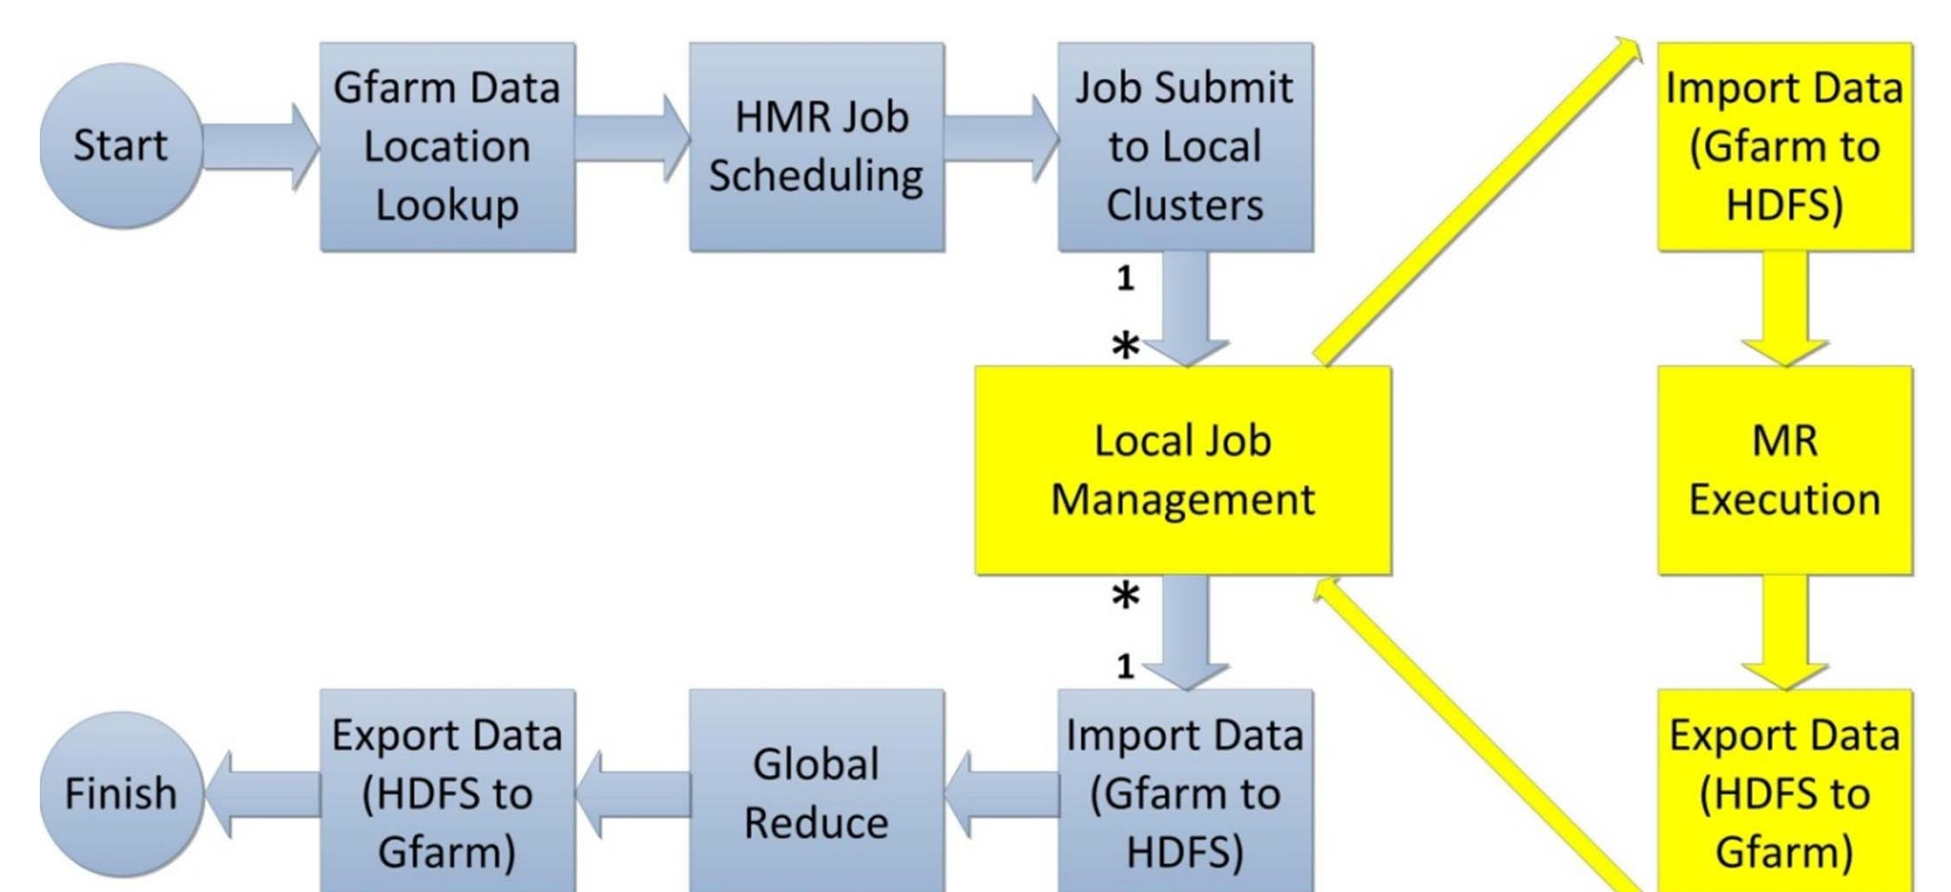 Start
Gfarm Data
Location
Lookup
HMR Job
Scheduling
Job Submit
to Local
Clusters
Import Data
(Gfarm to
HDFS)
1
*
Local Job
Management
MR
Execution
*
1
Finish
Export Data
(HDFS to
Gfarm)
Global
Reduce
Import Data
(Gfarm to
HDFS)
Export Data
(HDFS to
Gfarm)